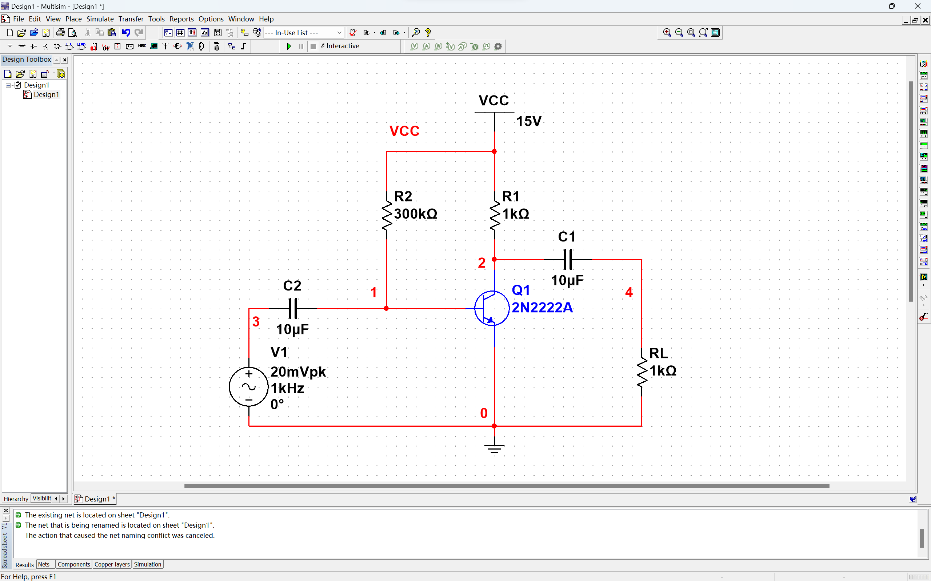 Design1 - Multisim - [Design1 *]
File Edit View Place Simulate Transfer Tools Reports Options Window Help
--- In-Use List ---
Interactive
Design Toolbox
Design1
Design1
VCC
15V
VCC
R2
300kΩ
R1
1kΩ
C1
10µF
2
4
C2
10µF
1
3
Q1
2N2222A
V1
20mVpk
1kHz
0°
RL
1kΩ
0
Hierarchy Visibilit
Design1 *
Spreadsheet Vi
The existing net is located on sheet "Design1".
The net that is being renamed is located on sheet "Design1".
The action that caused the net naming conflict was canceled.
Results Nets Components Copper layers Simulation
For Help, press F1